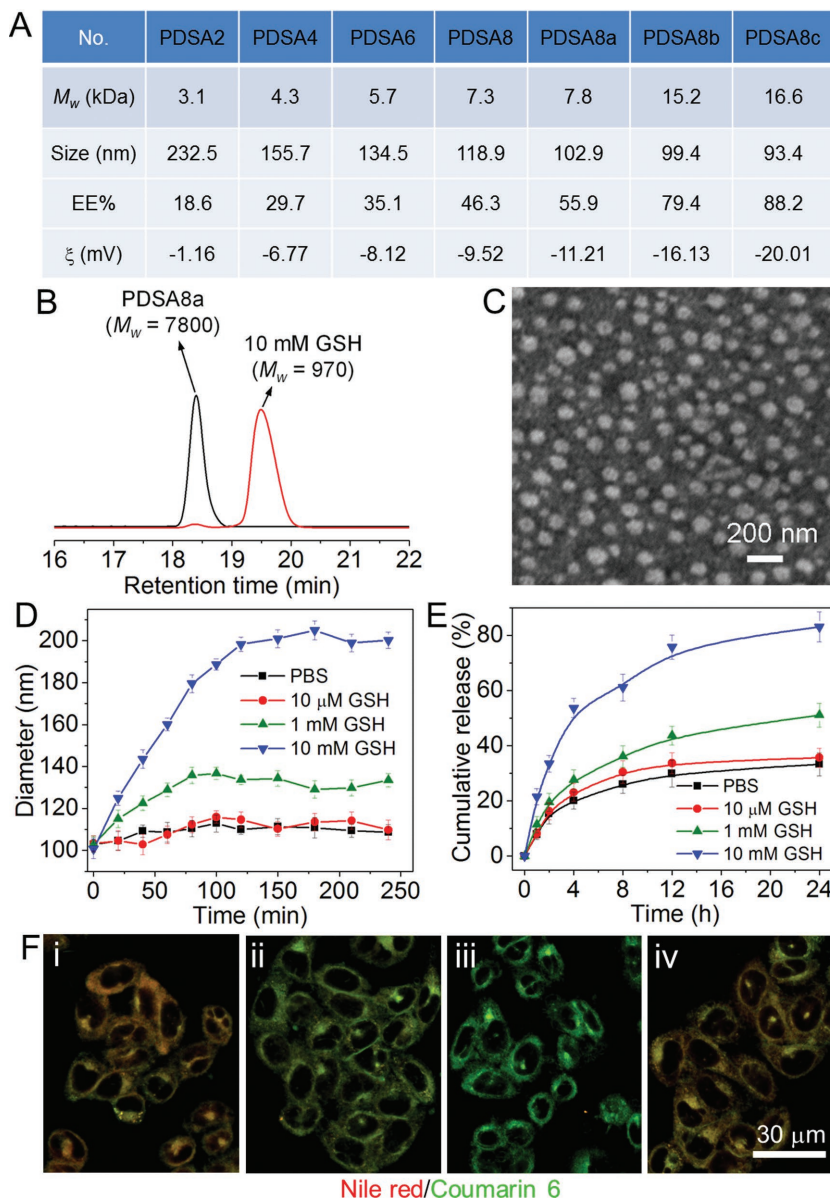 A
No. PDSA2 PDSA4 PDSA6 PDSA8 PDSA8a PDSA8b PDSA8c
Mw (kDa) 3.1 4.3 5.7 7.3 7.8 15.2 16.6
Size (nm) 232.5 155.7 134.5 118.9 102.9 99.4 93.4
EE% 18.6 29.7 35.1 46.3 55.9 79.4 88.2
ξ (mV) -1.16 -6.77 -8.12 -9.52 -11.21 -16.13 -20.01
B
PDSA8a
(Mw = 7800)
10 mM GSH
(Mw = 970)
16 17 18 19 20 21 22
Retention time (min)
C
200 nm
D
Diameter (nm)
200
180
160
140
120
100
PBS
10 μM GSH
1 mM GSH
10 mM GSH
0 50 100 150 200 250
Time (min)
E
Cumulative release (%)
80
60
40
20
0
PBS
10 μM GSH
1 mM GSH
10 mM GSH
0 4 8 12 16 20 24
Time (h)
F
i
ii
iii
iv
30 μm
Nile red/Coumarin 6